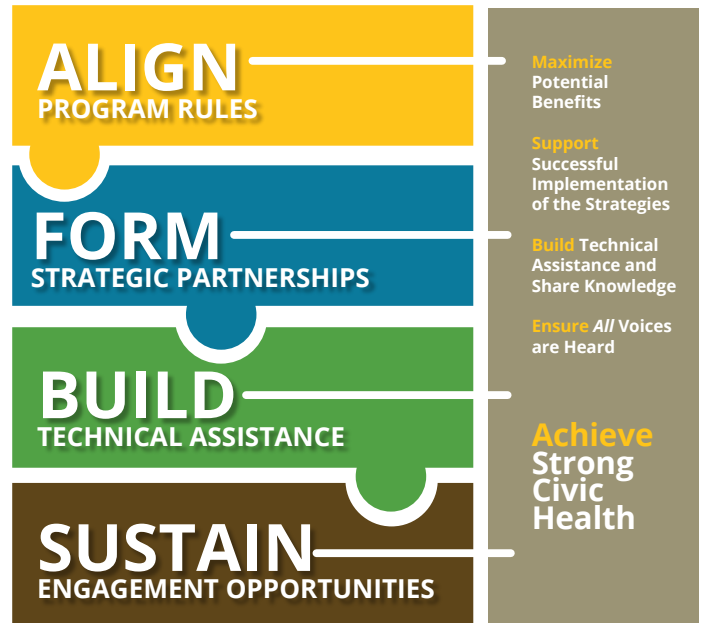 ALIGN
PROGRAM RULES
FORM
STRATEGIC PARTNERSHIPS
BUILD
TECHNICAL ASSISTANCE
SUSTAIN
ENGAGEMENT OPPORTUNITIES
Maximize
Potential
Benefits
Support
Successful
Implementation
of the Strategies
Build Technical
Assistance and
Share Knowledge
Ensure All Voices
are Heard
Achieve
Strong
Civic
Health